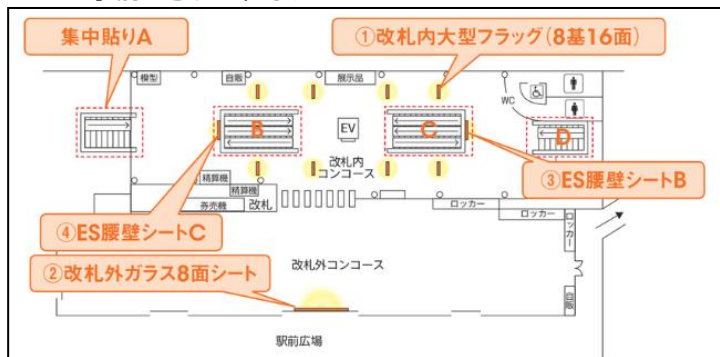 集中貼りA
①改札内大型フラッグ(8基16面)
模型
自販
展示品
WC
B
EV
C
D
改札内
コンコース
③ES腰壁シートB
精算機
精算機
券売機
改札
ロッカー
ロッカー
ロッカー
④ES腰壁シートC
②改札外ガラス8面シート
改札外コンコース
自販
駅前広場